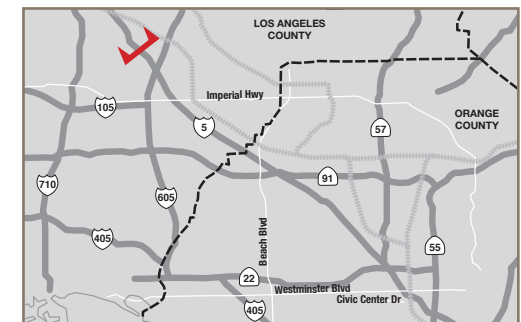 LOS ANGELES
COUNTY
Imperial Hwy
105
5
57
ORANGE
COUNTY
91
710
605
405
Beach Blvd
55
22
Westminster Blvd
Civic Center Dr
405